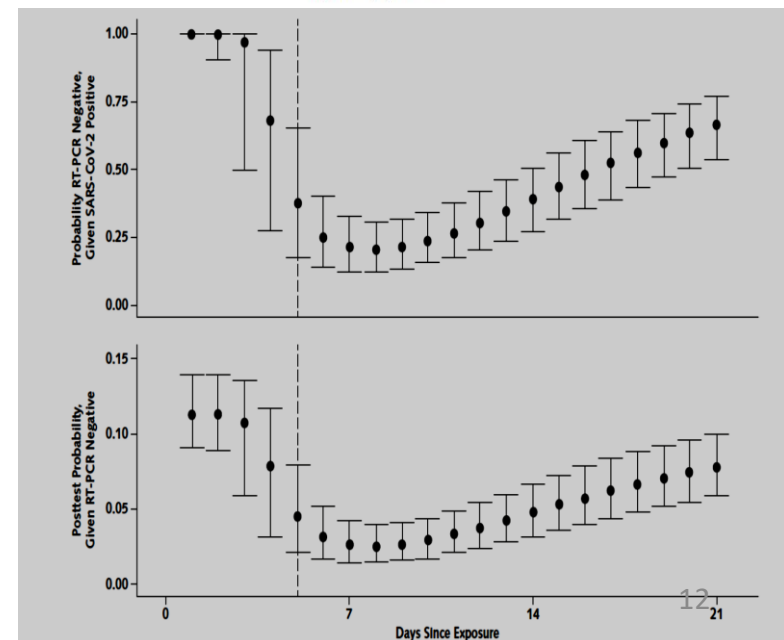 Probability RT-PCR Negative,
Given SARS-CoV-2 Positive
1.00
0.75
0.50
0.25
0.00
Posttest Probability,
Given RT-PCR Negative
0.15
0.10
0.05
0.00
0
7
14
21
12
Days Since Exposure